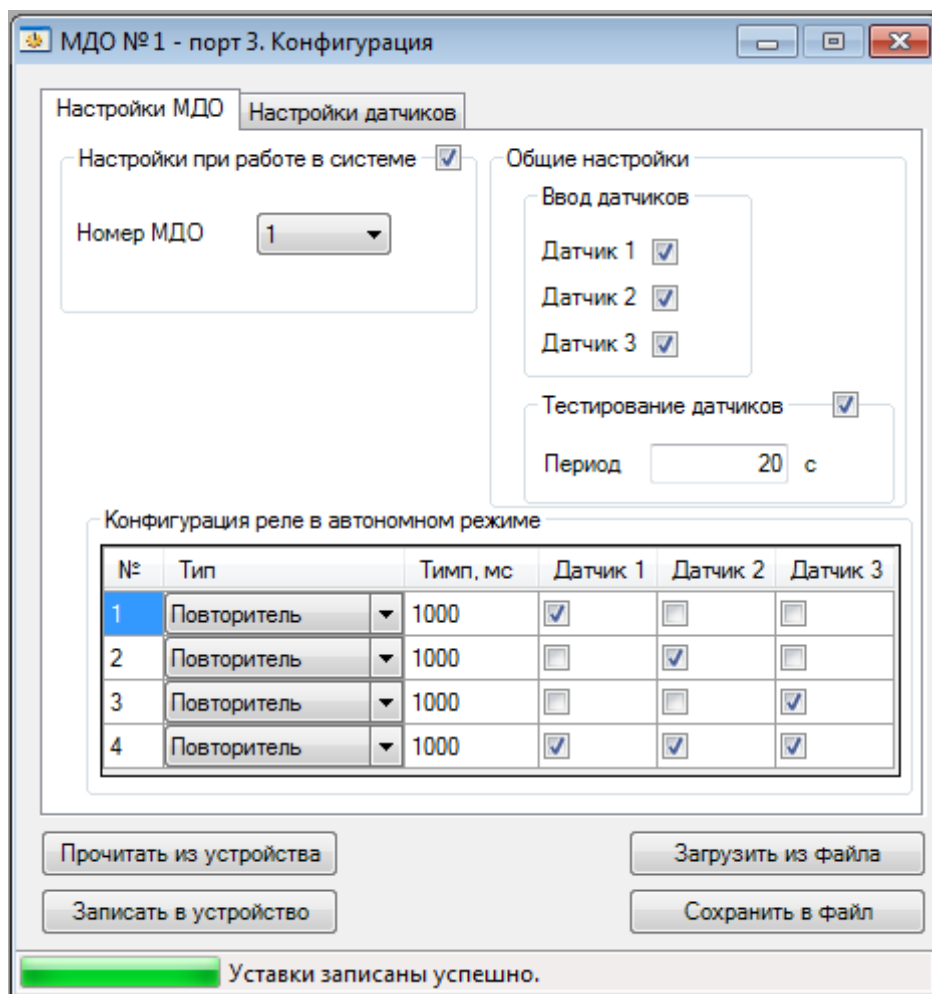 МДО №1 - порт 3. Конфигурация
Настройки МДО
Настройки датчиков
Настройки при работе в системе
Номер МДО 1
Общие настройки
Ввод датчиков
Датчик 1
Датчик 2
Датчик 3
Тестирование датчиков
Период 20 с
Конфигурация реле в автономном режиме
№ Тип Тимп, мс Датчик 1 Датчик 2 Датчик 3
1 Повторитель 1000
2 Повторитель 1000
3 Повторитель 1000
4 Повторитель 1000
Прочитать из устройства Загрузить из файла
Записать в устройство Сохранить в файл
Уставки записаны успешно.